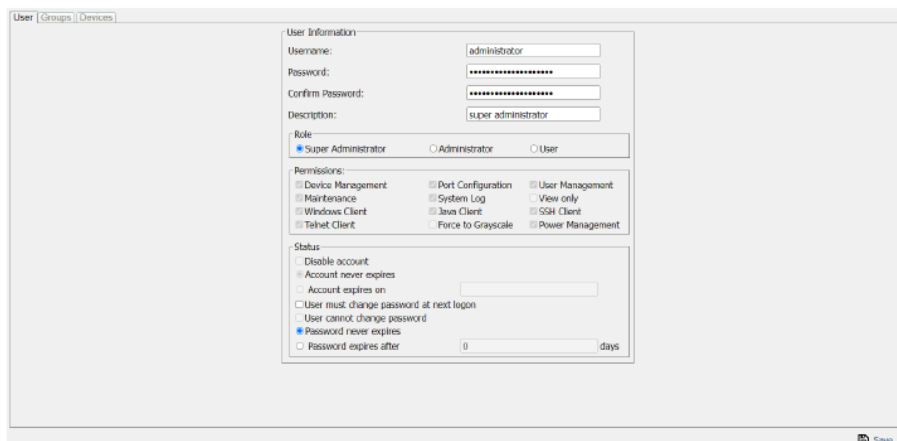 User Groups Devices
User Information
Username: administrator
Password: ••••••••••••••••••••
Confirm Password: ••••••••••••••••••••
Description: super administrator
Role
Super Administrator Administrator User
Permissions:
Device Management Port Configuration User Management
Maintenance System Log View only
Windows Client Java Client SSH Client
Telnet Client Force to Grayscale Power Management
Status
Disable account
Account never expires
Account expires on
User must change password at next logon
User cannot change password
Password never expires
Password expires after 0 days
Save